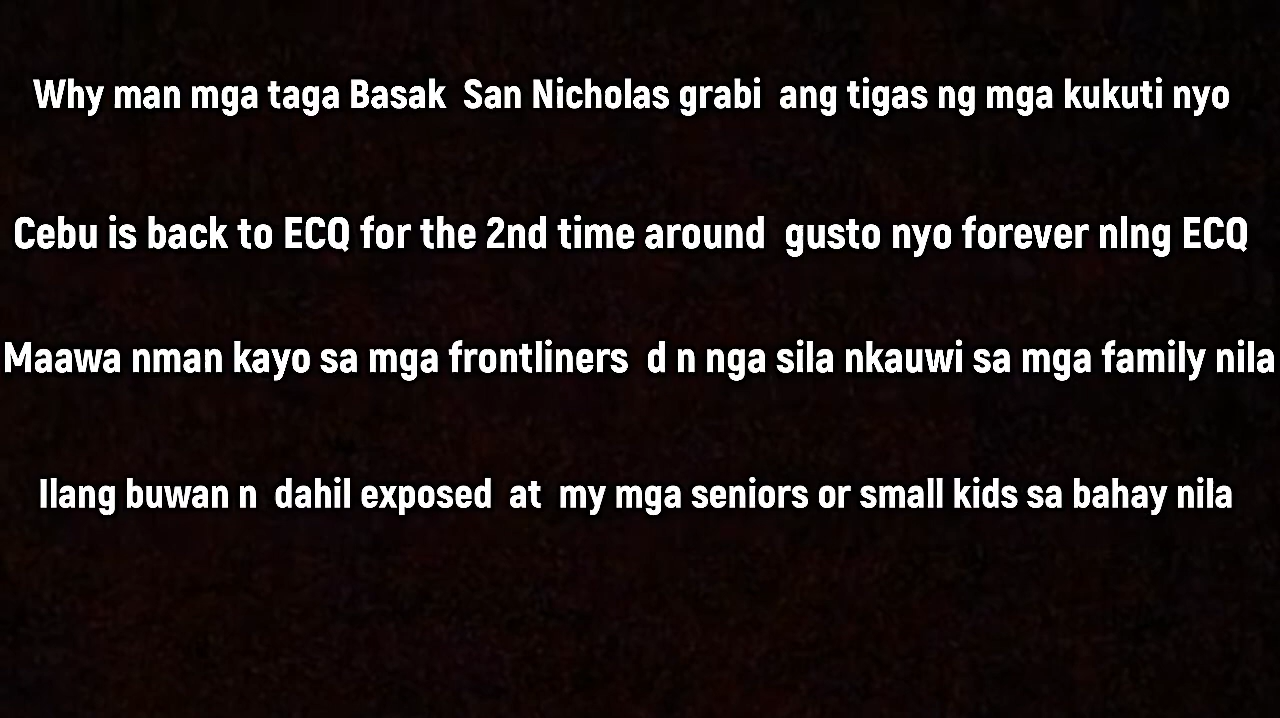 Why man mga taga Basak San Nicholas grabi ang tigas ng mga kukuti nyo
Cebu is back to ECQ for the 2nd time around gusto nyo forever nlng ECQ
Maawa nman kayo sa mga frontliners d n nga sila nkauwi sa mga family nila
Ilang buwan n dahil exposed at my mga seniors or small kids sa bahay nila